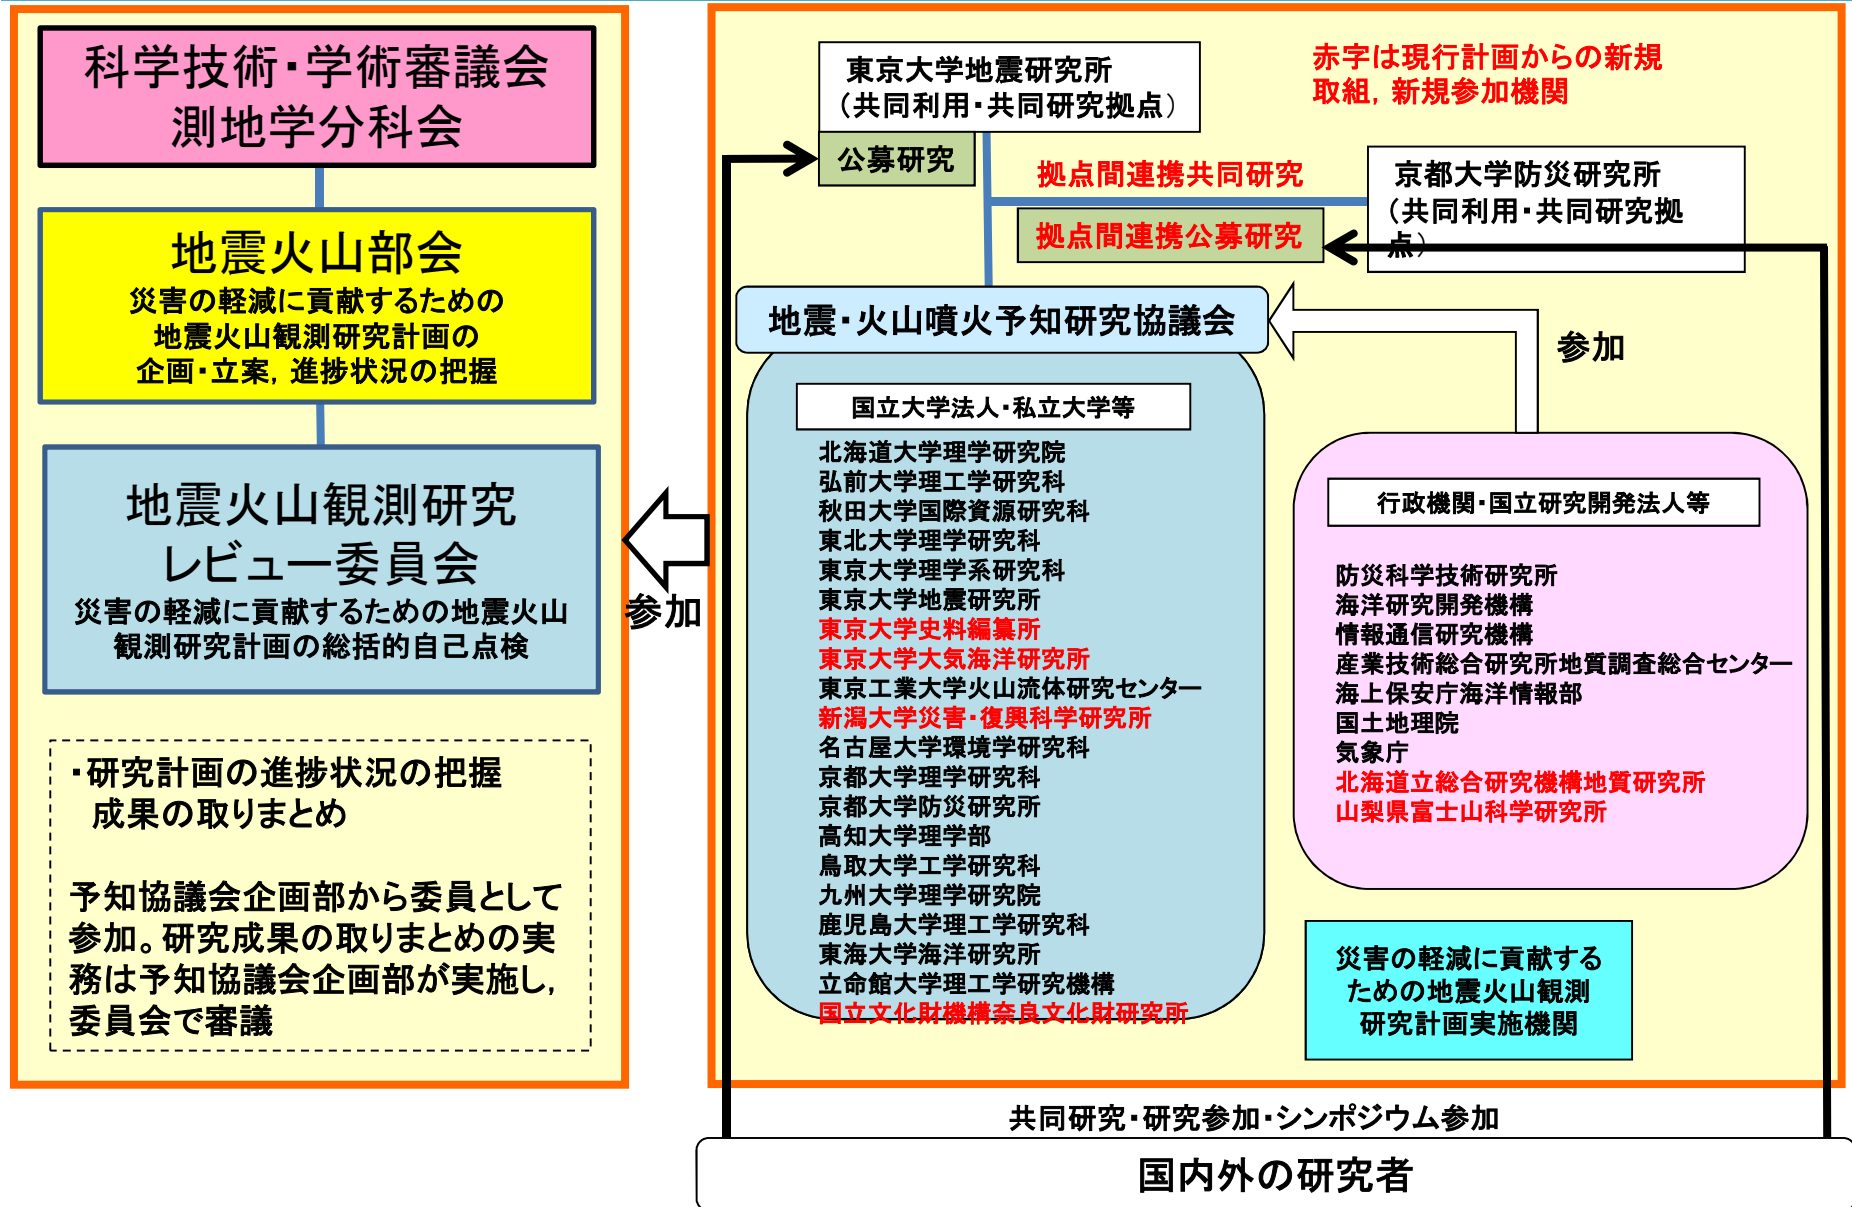 科学技術・学術審議会
測地学分科会
地震火山部会
災害の軽減に貢献するための
地震火山観測研究計画の
企画・立案, 進捗状況の把握
地震火山観測研究
レビュー委員会
災害の軽減に貢献するための地震火山
観測研究計画の総括的自己点検
・研究計画の進捗状況の把握
成果の取りまとめ
予知協議会企画部から委員として
参加。研究成果の取りまとめの実
務は予知協議会企画部が実施し,
委員会で審議
参加
東京大学地震研究所
（共同利用・共同研究拠点）
公募研究
赤字は現行計画からの新規
取組, 新規参加機関
拠点間連携共同研究
拠点間連携公募研究
京都大学防災研究所
（共同利用・共同研究拠
点）
地震・火山噴火予知研究協議会
参加
国立大学法人・私立大学等
北海道大学理学研究院
弘前大学理工学研究科
秋田大学国際資源研究科
東北大学理学研究科
東京大学理学系研究科
東京大学地震研究所
東京大学史料編纂所
東京大学大気海洋研究所
東京工業大学火山流体研究センター
新潟大学災害・復興科学研究所
名古屋大学環境学研究科
京都大学理学研究科
京都大学防災研究所
高知大学理学部
鳥取大学工学研究科
九州大学理学研究院
鹿児島大学理工学研究科
東海大学海洋研究所
立命館大学理工学研究機構
国立文化財機構奈良文化財研究所
行政機関・国立研究開発法人等
防災科学技術研究所
海洋研究開発機構
情報通信研究機構
産業技術総合研究所地質調査総合センター
海上保安庁海洋情報部
国土地理院
気象庁
北海道立総合研究機構地質研究所
山梨県富士山科学研究所
災害の軽減に貢献する
ための地震火山観測
研究計画実施機関
共同研究・研究参加・シンポジウム参加
国内外の研究者